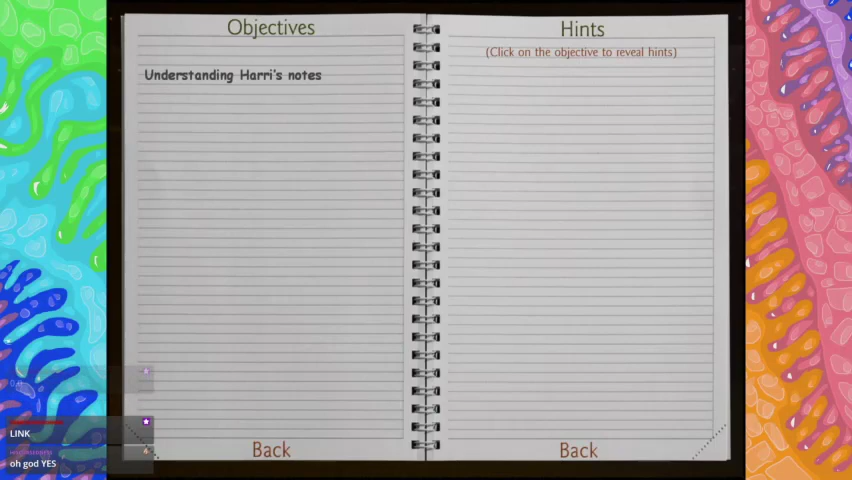 Objectives
Understanding Harri's notes
Back
Hints
(Click on the objective to reveal hints)
Back
LINK
oh god YES